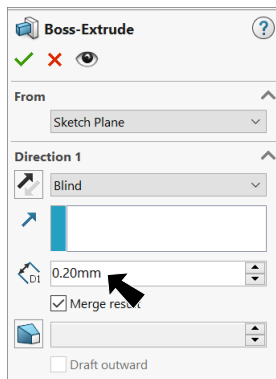 Boss-Extrude
?
From
Sketch Plane
Direction 1
Blind
D1
0.20mm
Merge result
Draft outward